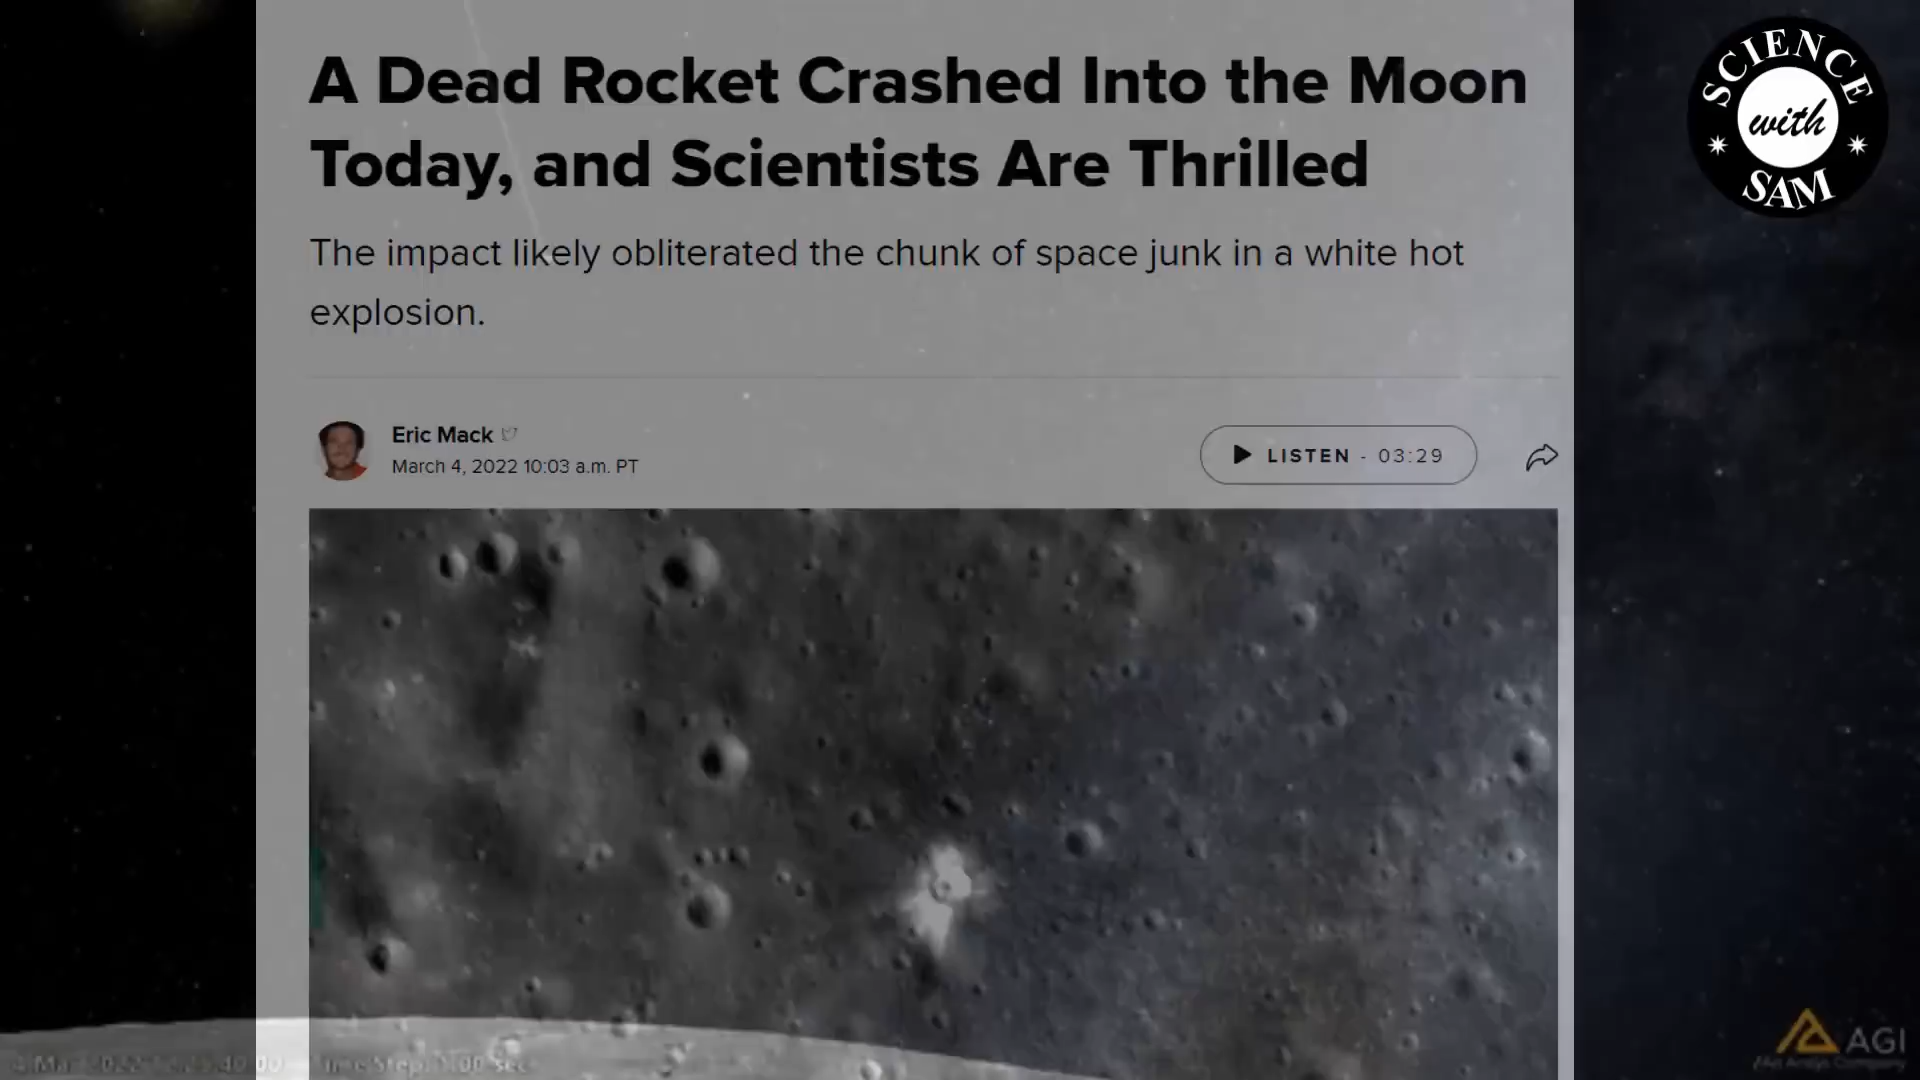 A Dead Rocket Crashed Into the Moon
Today, and Scientists Are Thrilled
The impact likely obliterated the chunk of space junk in a white hot
explosion.
Eric Mack
March 4, 2022 10:03 a.m. PT
LISTEN - 03:29
SCIENCE
with
SAM
AGI